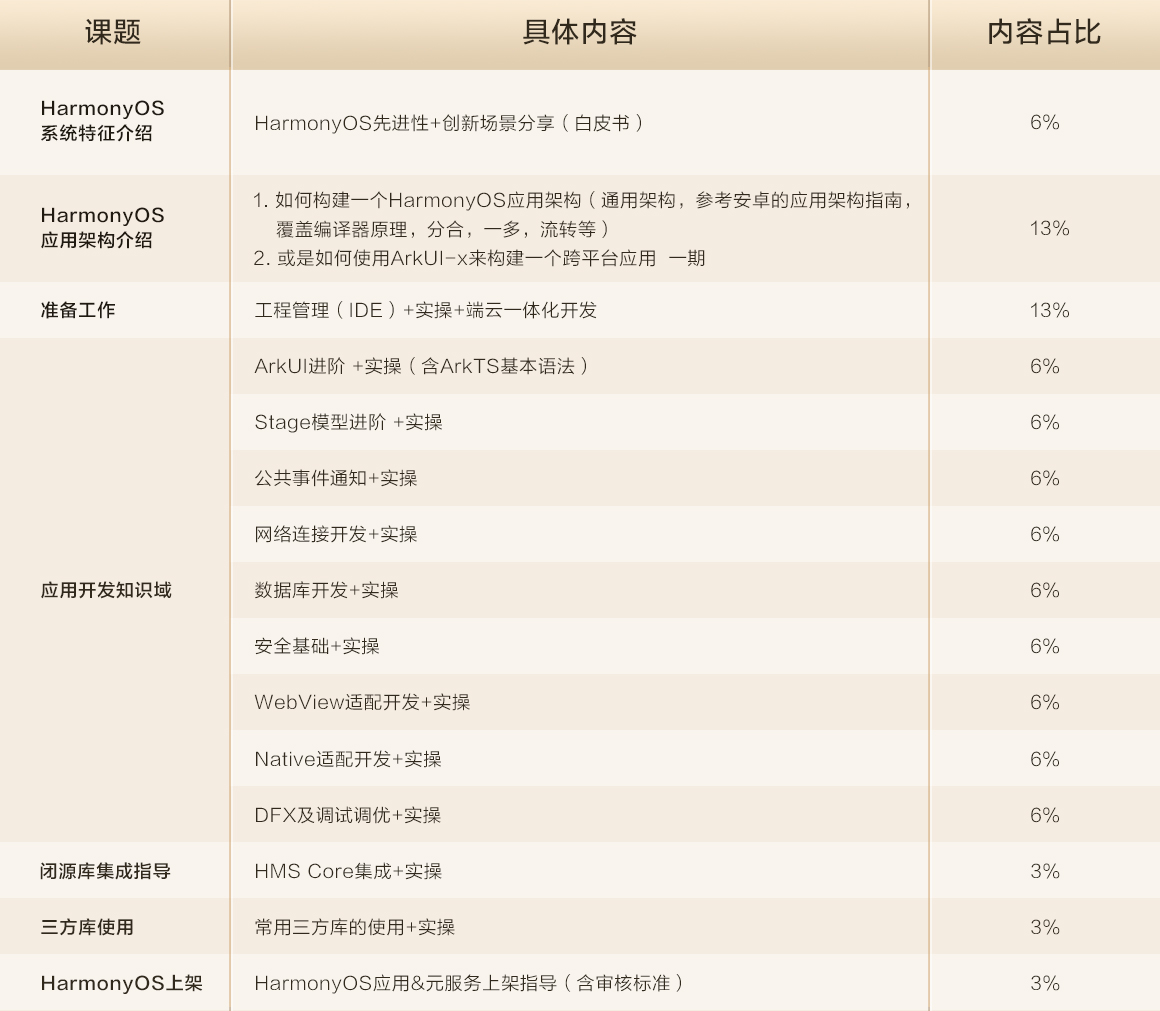 课题 具体内容 内容占比
HarmonyOS
系统特征介绍
HarmonyOS先进性+创新场景分享（白皮书）
6%
HarmonyOS
应用架构介绍
1. 如何构建一个HarmonyOS应用架构（通用架构，参考安卓的应用架构指南，
覆盖编译器原理，分合，一多，流转等）
2. 或是如何使用ArkUI-x来构建一个跨平台应用 一期
13%
准备工作 工程管理（IDE）+实操+端云一体化开发 13%
应用开发知识域
ArkUI进阶 +实操（含ArkTS基本语法） 6%
Stage模型进阶 +实操 6%
公共事件通知+实操 6%
网络连接开发+实操 6%
数据库开发+实操 6%
安全基础+实操 6%
WebView适配开发+实操 6%
Native适配开发+实操 6%
DFX及调试调优+实操 6%
闭源库集成指导 HMS Core集成+实操 3%
三方库使用 常用三方库的使用+实操 3%
HarmonyOS上架 HarmonyOS应用&元服务上架指导（含审核标准） 3%